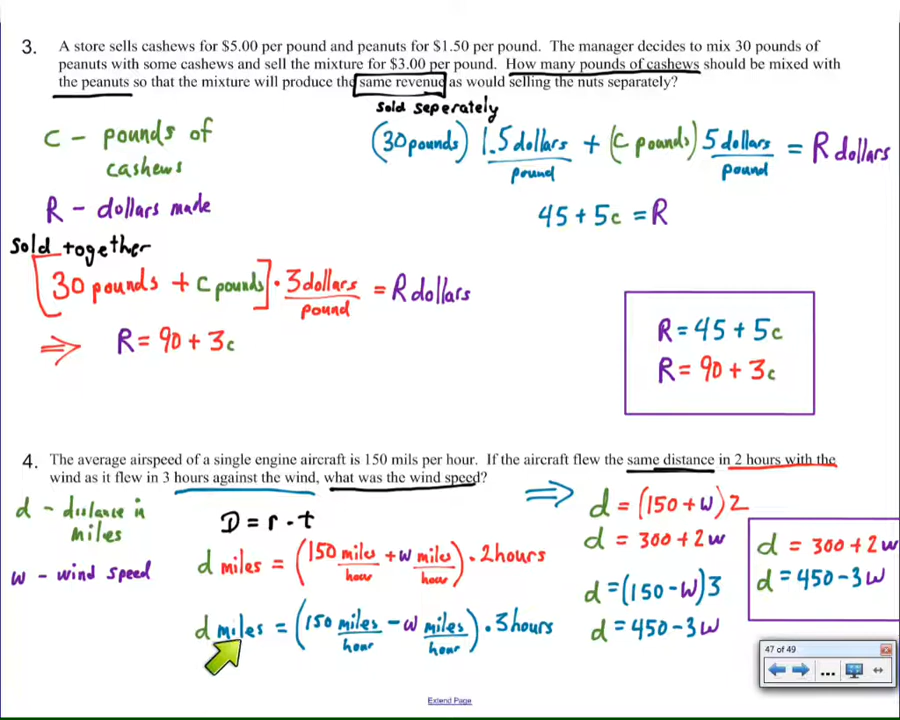 3. A store sells cashews for $5.00 per pound and peanuts for $1.50 per pound. The manager decides to mix 30 pounds of
peanuts with some cashews and sell the mixture for $3.00 per pound. How many pounds of cashews should be mixed with
the peanuts so that the mixture will produce the same revenue as would selling the nuts separately?
Sold seperately
C - pounds of
cashews
(30 pounds) 1.5 dollars/pound + (C pounds) 5 dollars/pound = R dollars
R - dollars made
45 + 5c = R
Sold together
[30 pounds + C pounds] · 3 dollars/pound = R dollars
⇒ R = 90 + 3c
R = 45 + 5c
R = 90 + 3c
4. The average airspeed of a single engine aircraft is 150 mils per hour. If the aircraft flew the same distance in 2 hours with the
wind as it flew in 3 hours against the wind, what was the wind speed?
d - distance in
miles
w - wind speed
D = r · t
d miles = (150 miles/hour + w miles/hour) · 2 hours
d miles = (150 miles/hour - w miles/hour) · 3 hours
⇒ d = (150 + w) 2
d = 300 + 2w
d = (150 - w) 3
d = 450 - 3w
d = 300 + 2w
d = 450 - 3w
47 of 49
...
Extend Page